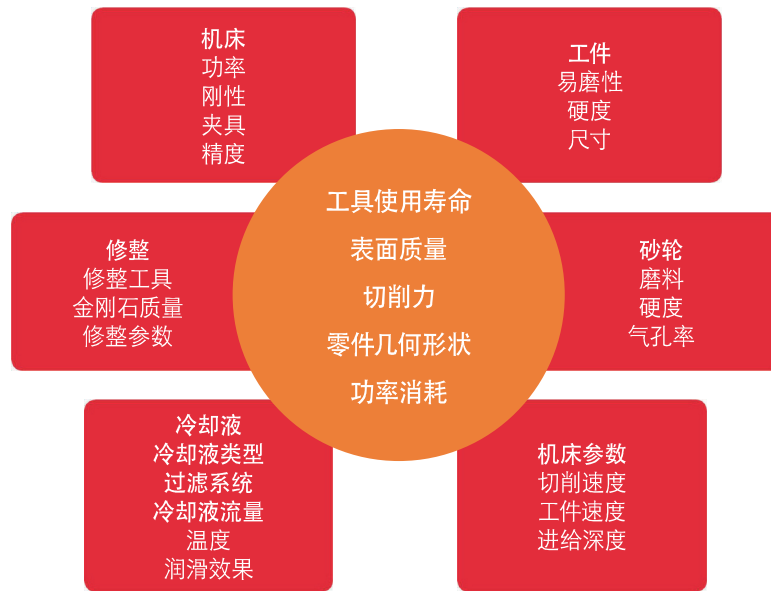 机床
功率
刚性
夹具
精度
工件
易磨性
硬度
尺寸
工具使用寿命
表面质量
切削力
零件几何形状
功率消耗
修整
修整工具
金刚石质量
修整参数
砂轮
磨料
硬度
气孔率
冷却液
冷却液类型
过滤系统
冷却液流量
温度
润滑效果
机床参数
切削速度
工件速度
进给深度